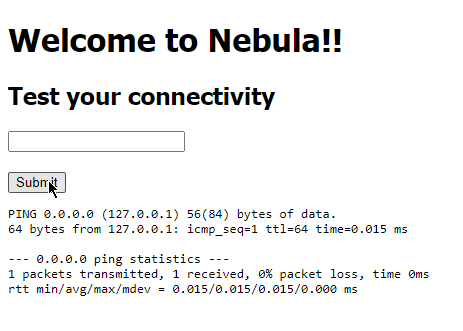 Welcome to Nebula!!
Test your connectivity
Submit
PING 0.0.0.0 (127.0.0.1) 56(84) bytes of data.
64 bytes from 127.0.0.1: icmp_seq=1 ttl=64 time=0.015 ms
--- 0.0.0.0 ping statistics ---
1 packets transmitted, 1 received, 0% packet loss, time 0ms
rtt min/avg/max/mdev = 0.015/0.015/0.015/0.000 ms